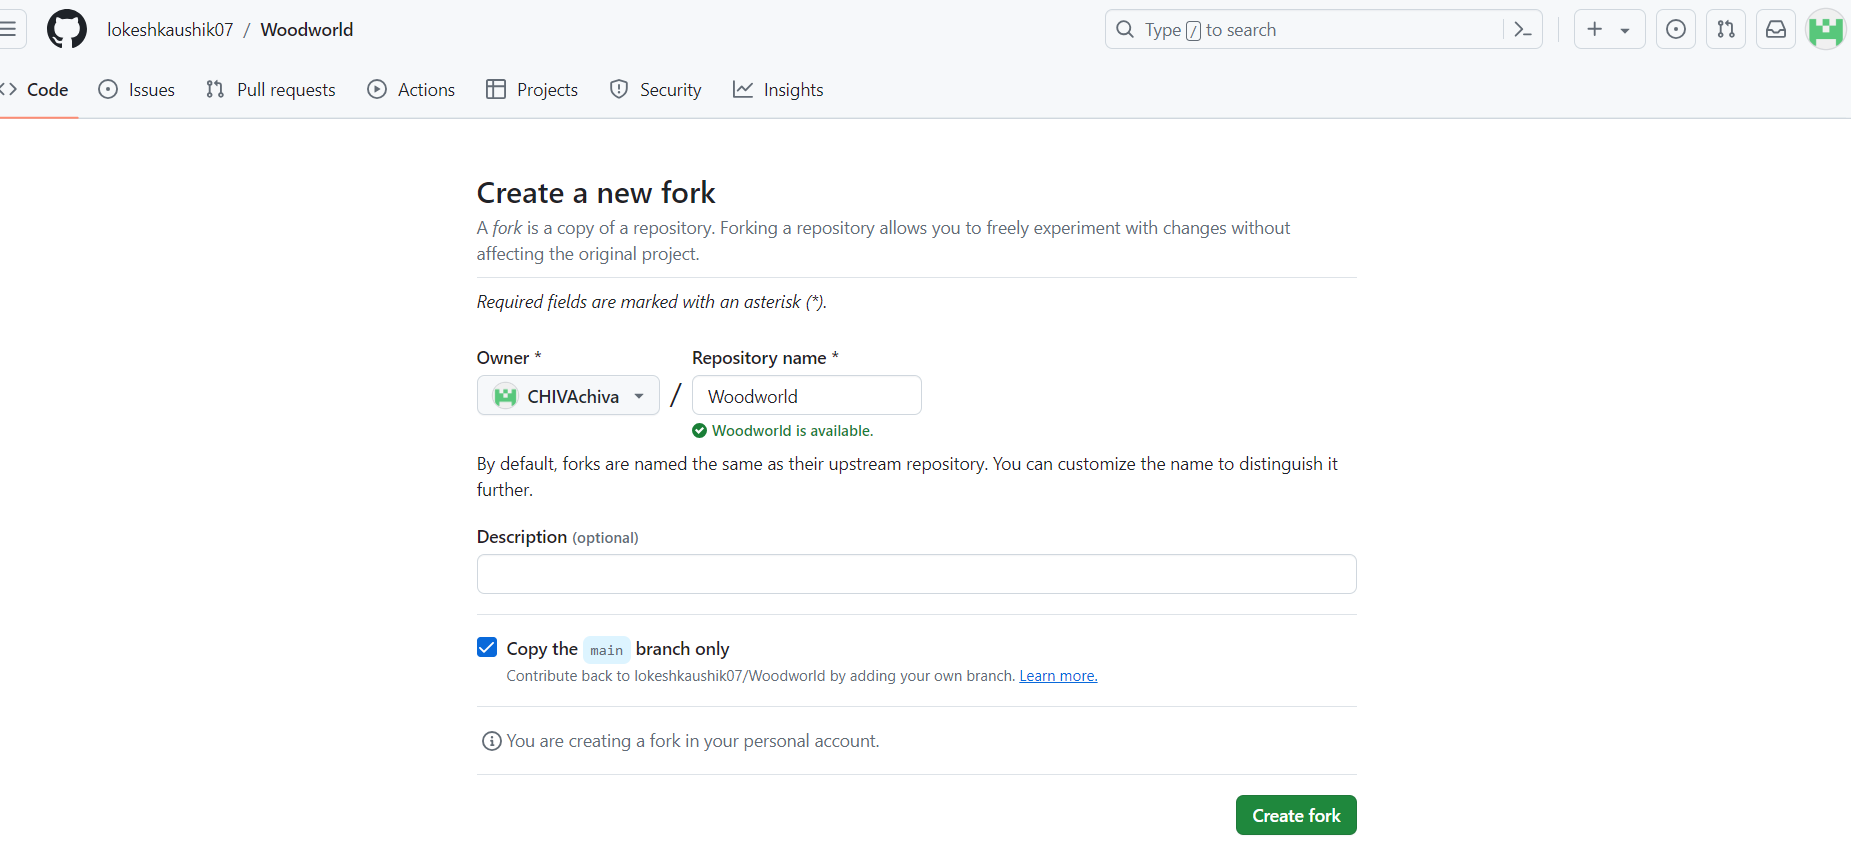 lokeshkaushik07 / Woodworld
Type / to search
Code Issues Pull requests Actions Projects Security Insights
Create a new fork
A fork is a copy of a repository. Forking a repository allows you to freely experiment with changes without
affecting the original project.
Required fields are marked with an asterisk (*).
Owner * Repository name *
CHIVAchiva / Woodworld
Woodworld is available.
By default, forks are named the same as their upstream repository. You can customize the name to distinguish it
further.
Description (optional)
Copy the main branch only
Contribute back to lokeshkaushik07/Woodworld by adding your own branch. Learn more.
You are creating a fork in your personal account.
Create fork